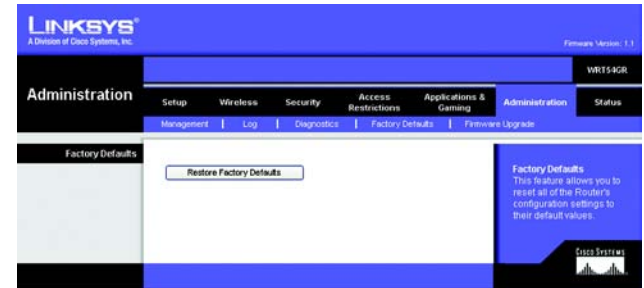 LINKSYS®
A Division of Cisco Systems, Inc.
Firmware Version: 1.1
WRT54GR
Administration
Setup
Wireless
Security
Access Restrictions
Applications & Gaming
Administration
Status
Management | Log | Diagnostics | Factory Defaults | Firmware Upgrade
Factory Defaults
Restore Factory Defaults
Factory Defaults
This feature allows you to
reset all of the
Router's
configuration settings to
their default values.
CISCO SYSTEMS